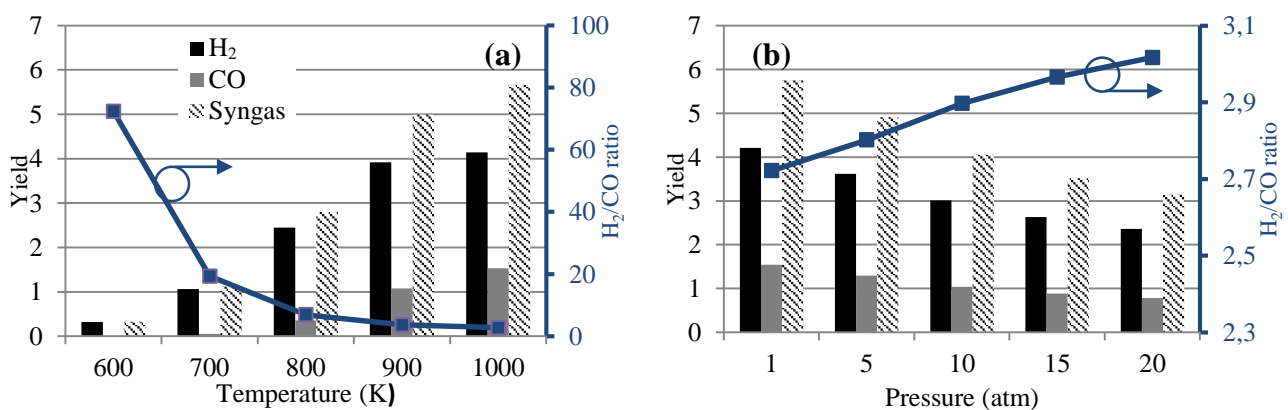 (a)
H₂
CO
Syngas
Yield
7
6
5
4
3
2
1
0
100
80
60
40
20
0
H₂/CO ratio
600 700 800 900 1000
Temperature (K)
(b)
Yield
7
6
5
4
3
2
1
0
3,1
2,9
2,7
2,5
2,3
H₂/CO ratio
1 5 10 15 20
Pressure (atm)